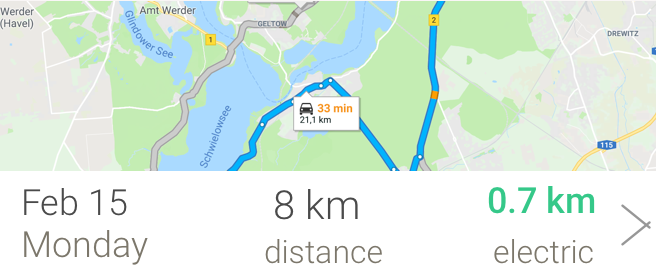 Werder
(Havel)
Amt Werder
Glindower See
1
GELTOW
2
DREWITZ
33 min
21,1 km
Schwielowsee
115
Feb 15
Monday
8 km
distance
0.7 km
electric